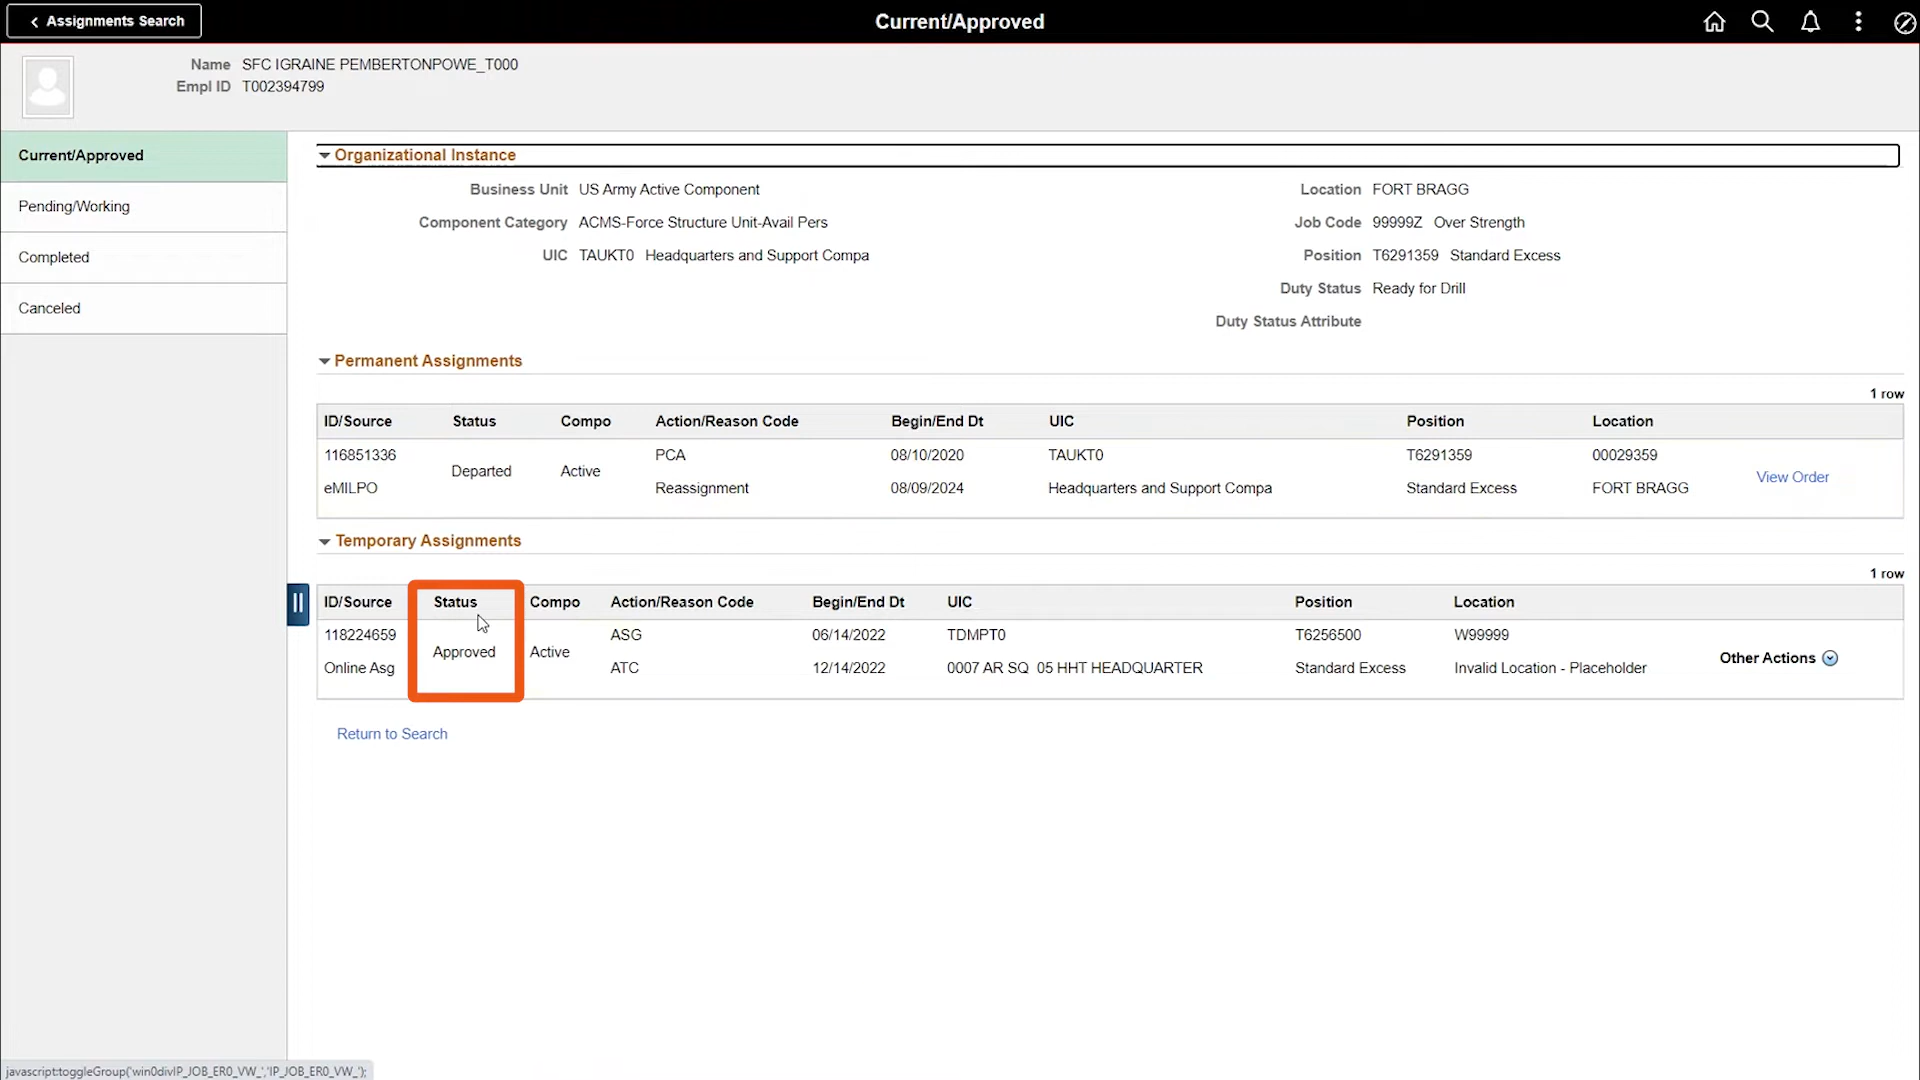 Assignments Search
Current/Approved
Name SFC IGRAINE PEMBERTONPOWE_T000
Empl ID T002394799
Current/Approved
Pending/Working
Completed
Canceled
Organizational Instance
Business Unit US Army Active Component
Location FORT BRAGG
Component Category ACMS-Force Structure Unit-Avail Pers
Job Code 99999Z Over Strength
UIC TAUKT0 Headquarters and Support Compa
Position T6291359 Standard Excess
Duty Status Ready for Drill
Duty Status Attribute
Permanent Assignments
1 row
ID/Source Status Compo Action/Reason Code Begin/End Dt UIC Position Location
116851336 PCA 08/10/2020 TAUKT0 T6291359 00029359
Departed Active View Order
eMILPO Reassignment 08/09/2024 Headquarters and Support Compa Standard Excess FORT BRAGG
Temporary Assignments
1 row
ID/Source Status Compo Action/Reason Code Begin/End Dt UIC Position Location
118224659 ASG 06/14/2022 TDMPT0 T6256500 W99999
Approved Active Other Actions
Online Asg ATC 12/14/2022 0007 AR SQ 05 HHT HEADQUARTER Standard Excess Invalid Location - Placeholder
Return to Search
javascript:toggleGroup('win0divIP_JOB_ER0_VW_','IP_JOB_ER0_VW_');